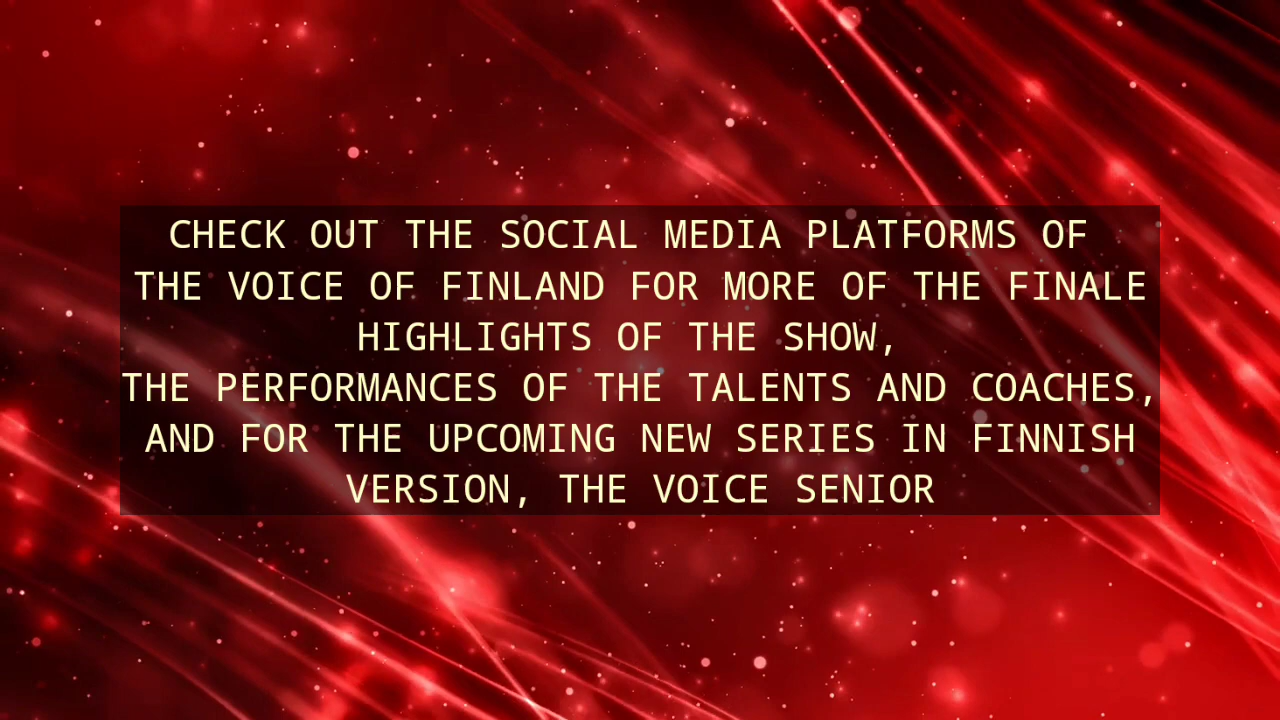 CHECK OUT THE SOCIAL MEDIA PLATFORMS OF
THE VOICE OF FINLAND FOR MORE OF THE FINALE
HIGHLIGHTS OF THE SHOW,
THE PERFORMANCES OF THE TALENTS AND COACHES,
AND FOR THE UPCOMING NEW SERIES IN FINNISH
VERSION, THE VOICE SENIOR